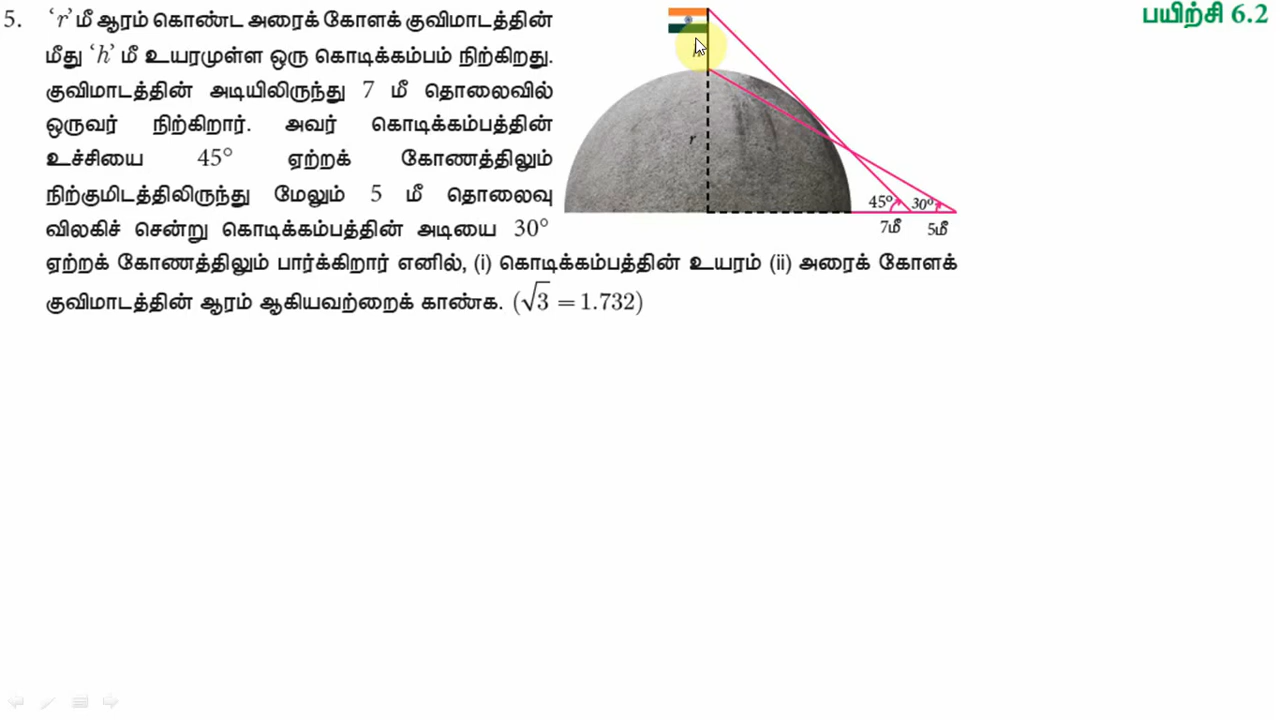 பயிற்சி 6.2
5. 'r' மீ ஆரம் கொண்ட அரைக் கோளக் குவிமாடத்தின்
மீது 'h' மீ உயரமுள்ள ஒரு கொடிக்கம்பம் நிற்கிறது.
குவிமாடத்தின் அடியிலிருந்து 7 மீ தொலைவில்
ஒருவர் நிற்கிறார். அவர் கொடிக்கம்பத்தின்
உச்சியை 45° ஏற்றக் கோணத்திலும்
நிற்குமிடத்திலிருந்து மேலும் 5 மீ தொலைவு
விலகிச் சென்று கொடிக்கம்பத்தின் அடியை 30°
ஏற்றக் கோணத்திலும் பார்க்கிறார் எனில், (i) கொடிக்கம்பத்தின் உயரம் (ii) அரைக் கோளக்
குவிமாடத்தின் ஆரம் ஆகியவற்றைக் காண்க. (√3 = 1.732)
r
45° 30°
7மீ 5மீ